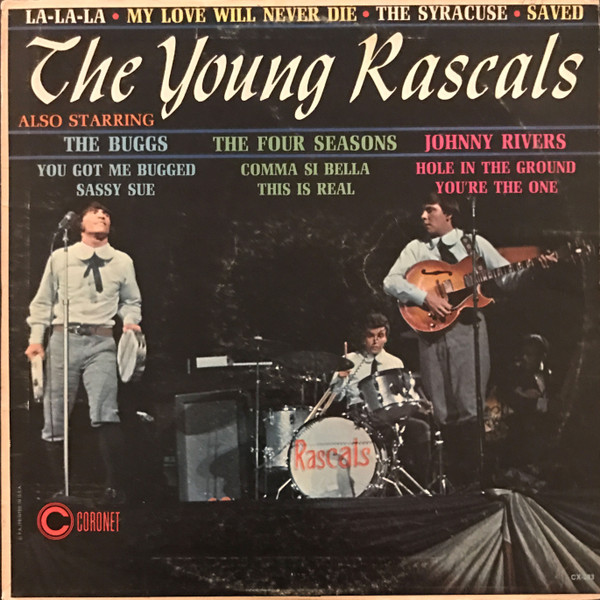 LA-LA-LA • MY LOVE WILL NEVER DIE • THE SYRACUSE • SAVED
The Young Rascals
ALSO STARRING
THE BUGGS THE FOUR SEASONS JOHNNY RIVERS
YOU GOT ME BUGGED COMMA SI BELLA HOLE IN THE GROUND
SASSY SUE THIS IS REAL YOU'RE THE ONE
Rascals
C CORONET